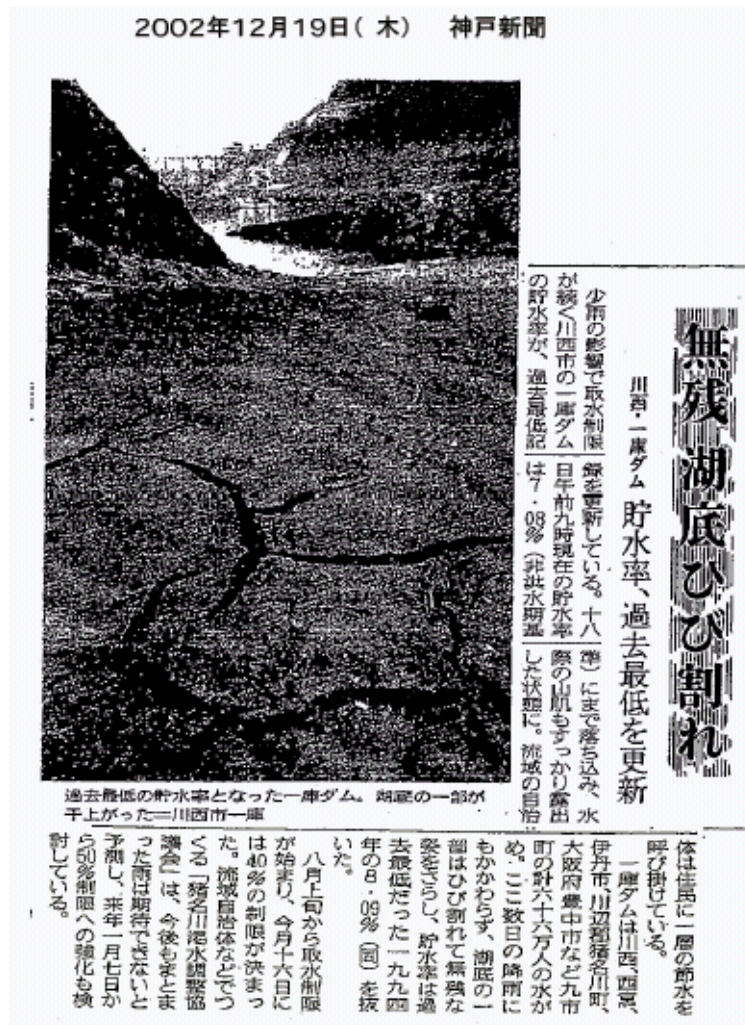 2002年12月19日(木) 神戸新聞
無残 湖底ひび割れ
川西・一庫ダム 貯水率、過去最低を更新
少雨の影響で取水制限
が続く川西市の一庫ダム
の貯水率が、過去最低記
録を更新している。十八
日午前九時現在の貯水率
は７・08％（非洪水期基
準）にまで落ち込み、水
際の山肌もすっかり露出
した状態に。流域の自治
体は住民に一層の節水を
呼び掛けている。
一庫ダムは川西、西宮、
伊丹市、川辺郡猪名川町、
大阪府豊中市など九市
町の計六十六万人の水が
め。ここ数日の降雨に
もかかわらず、湖底の一
部はひび割れて無残な
姿をさらし、貯水率は過
去最低だった一九九四
年の８・09％（同）を抜
いた。
八月上旬から取水制限
が始まり、今月十六日に
は40％の制限が決まっ
た。流域自治体などでつ
くる「猪名川渇水調整協
議会」は、今後もまとま
った雨は期待できないと
予測し、来年一月七日か
ら50％制限への強化も検
討している。
過去最低の貯水率となった一庫ダム。湖底の一部が
干上がった＝川西市一庫